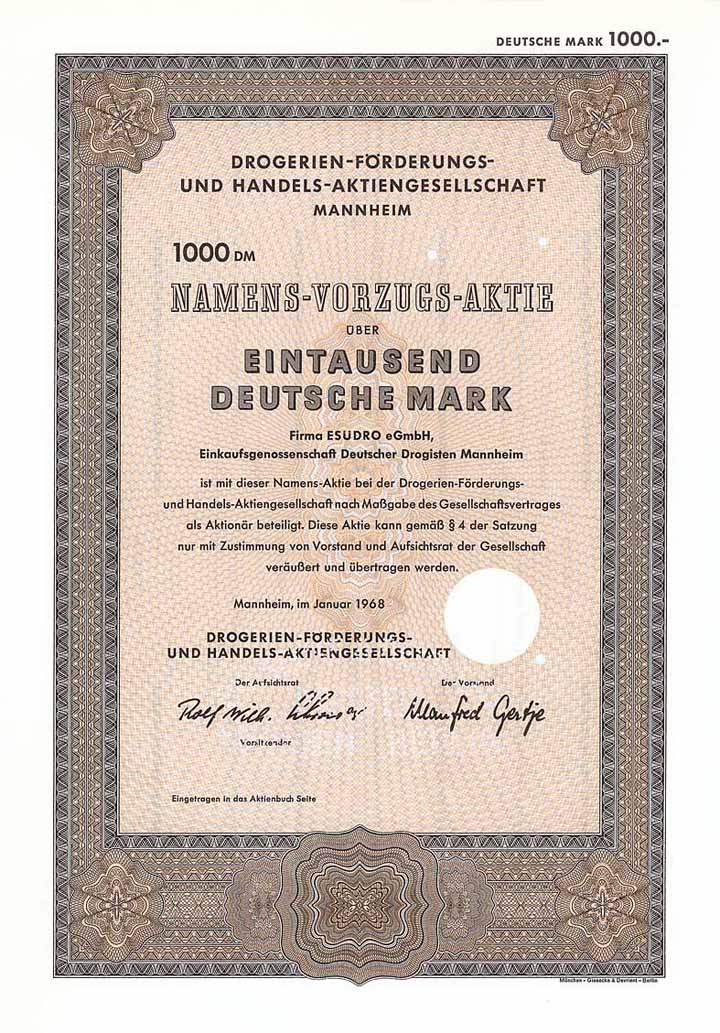 DEUTSCHE MARK 1000.-
DROGERIEN-FÖRDERUNGS-
UND HANDELS-AKTIENGESELLSCHAFT
MANNHEIM
1000 DM
NAMENS-VORZUGS-AKTIE
ÜBER
EINTAUSEND
DEUTSCHE MARK
Firma ESUDRO eGmbH,
Einkaufsgenossenschaft Deutscher Drogisten Mannheim
ist mit dieser Namens-Aktie bei der Drogerien-Förderungs-
und Handels-Aktiengesellschaft nach Maßgabe des Gesellschaftsvertrages
als Aktionär beteiligt. Diese Aktie kann gemäß § 4 der Satzung
nur mit Zustimmung von Vorstand und Aufsichtsrat der Gesellschaft
veräußert und übertragen werden.
Mannheim, im Januar 1968
DROGERIEN-FÖRDERUNGS-
UND HANDELS-AKTIENGESELLSCHAFT
Der Aufsichtsrat Der Vorstand
Rolf Wilh. Manfred Gertje
Vorsitzender
Eingetragen in das Aktienbuch Seite
München - Giesecke & Devrient - Berlin